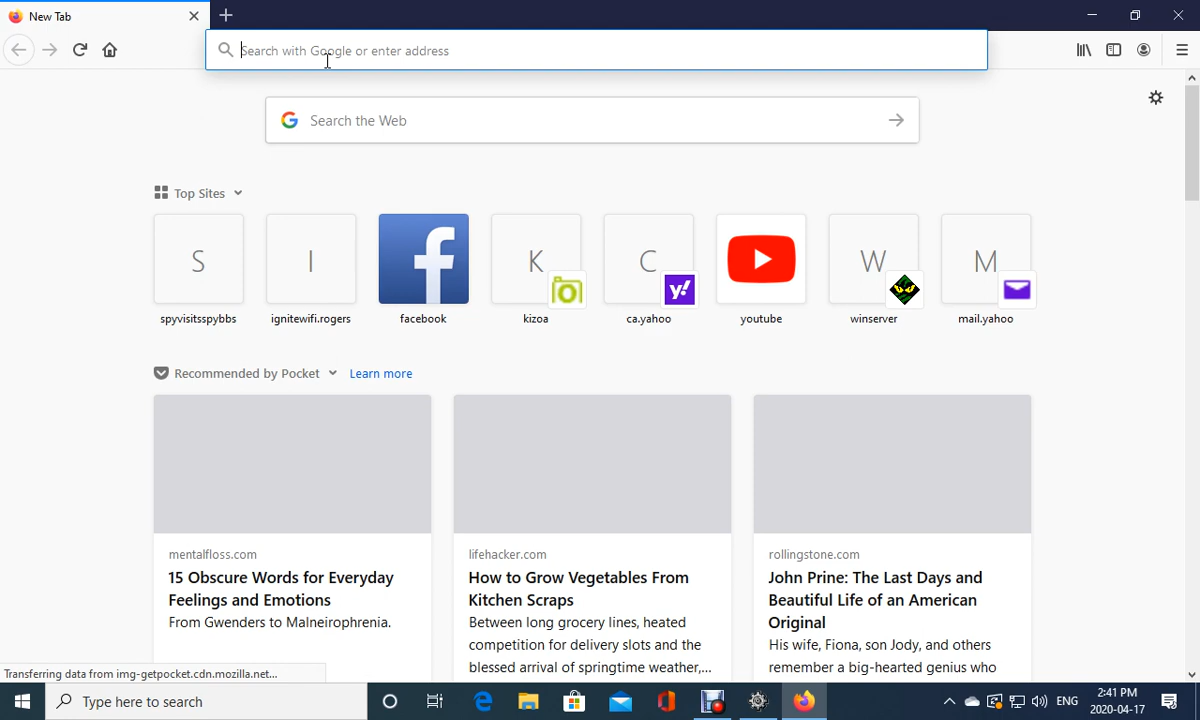 New Tab
Search with Google or enter address
Search the Web
Top Sites
S
I
K
C
W
M
spyvisitsspybbs
ignitewifi.rogers
facebook
kizoa
ca.yahoo
youtube
winserver
mail.yahoo
Recommended by Pocket
Learn more
mentalfloss.com
15 Obscure Words for Everyday
Feelings and Emotions
From Gwenders to Malneirophrenia.
lifehacker.com
How to Grow Vegetables From
Kitchen Scraps
Between long grocery lines, heated
competition for delivery slots and the
blessed arrival of springtime weather,...
rollingstone.com
John Prine: The Last Days and
Beautiful Life of an American
Original
His wife, Fiona, son Jody, and others
remember a big-hearted genius who
Transferring data from img-getpocket.cdn.mozilla.net...
Type here to search
ENG
2:41 PM
2020-04-17